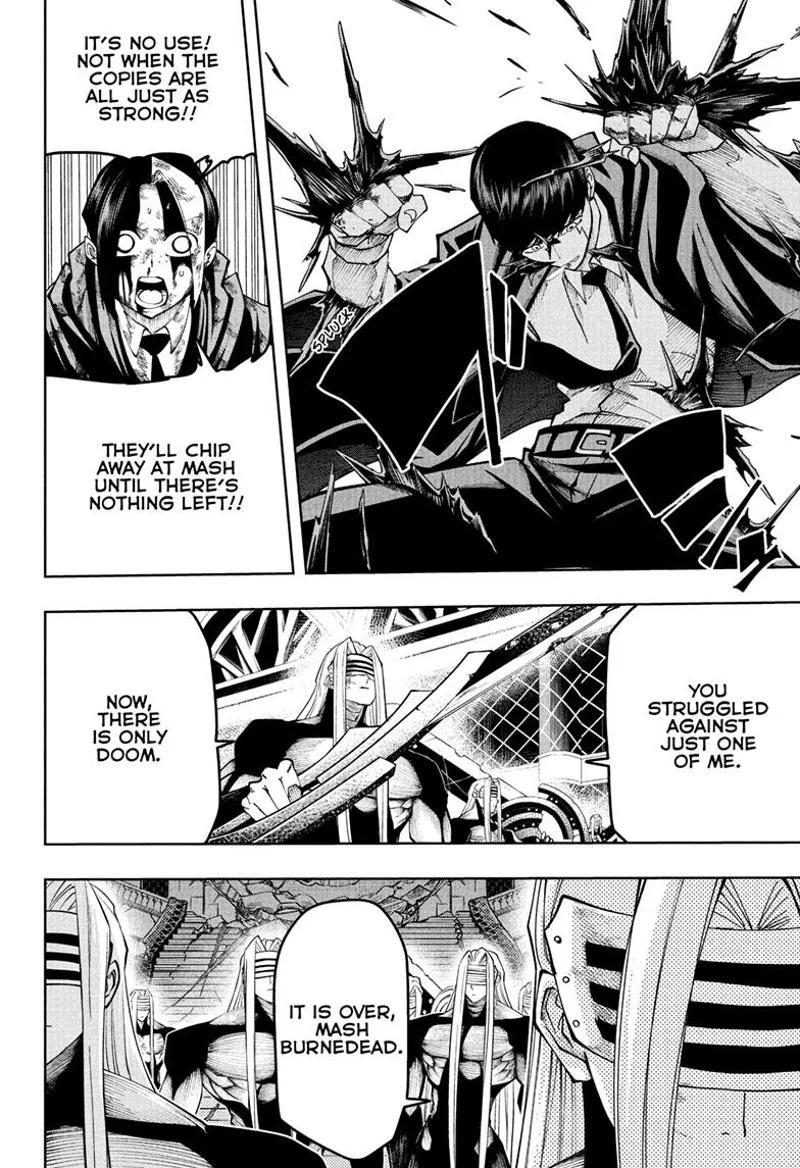 IT'S NO USE!
NOT WHEN THE
COPIES ARE
ALL JUST AS
STRONG!!
SPLUCK
THEY'LL CHIP
AWAY AT MASH
UNTIL THERE'S
NOTHING LEFT!!
YOU
STRUGGLED
AGAINST
JUST ONE
OF ME.
NOW,
THERE
IS ONLY
DOOM.
IT IS OVER,
MASH
BURNEDEAD.